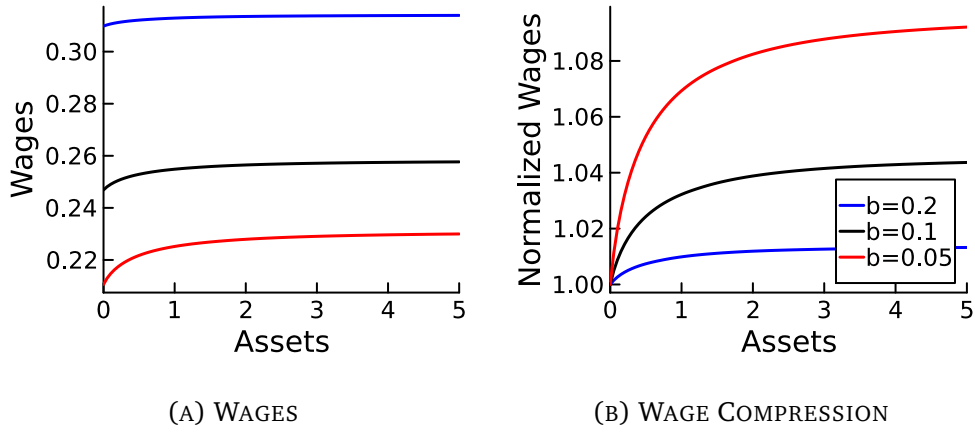 Wages
0.30
0.28
0.26
0.24
0.22
0 1 2 3 4 5
Assets
(A) WAGES
Normalized Wages
1.08
1.06
1.04
1.02
1.00
b=0.2
b=0.1
b=0.05
0 1 2 3 4 5
Assets
(B) WAGE COMPRESSION